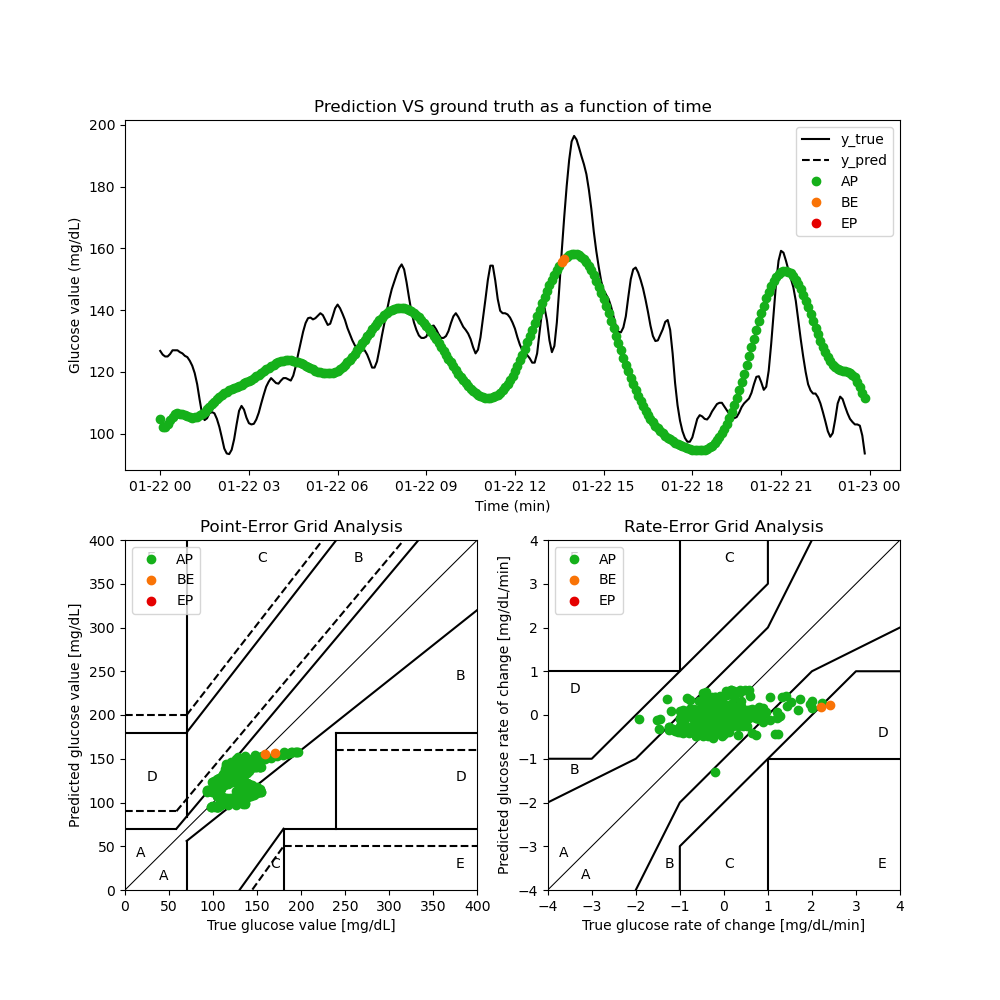 Prediction VS ground truth as a function of time
200
180
160
140
120
100
Glucose value (mg/dL)
y_true
y_pred
AP
BE
EP
01-22 00 01-22 03 01-22 06 01-22 09 01-22 12 01-22 15 01-22 18 01-22 21 01-23 00
Time (min)
Point-Error Grid Analysis
400
350
300
250
200
150
100
50
0
Predicted glucose value [mg/dL]
AP
BE
EP
C
B
B
D
D
A
A
C
E
0 50 100 150 200 250 300 350 400
True glucose value [mg/dL]
Rate-Error Grid Analysis
4
3
2
1
0
−1
−2
−3
−4
Predicted glucose rate of change [mg/dL/min]
AP
BE
EP
C
D
D
B
A
A
B
C
E
−4 −3 −2 −1 0 1 2 3 4
True glucose rate of change [mg/dL/min]